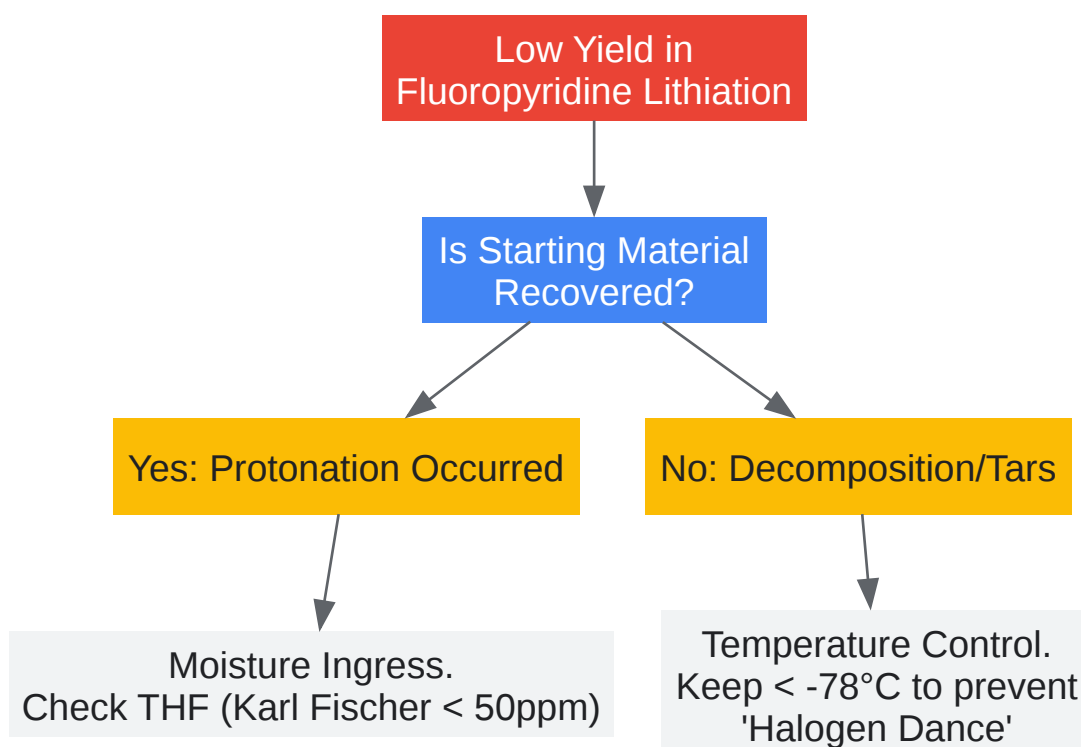 Low Yield in
Fluoropyridine Lithiation
Is Starting Material
Recovered?
Yes: Protonation Occurred
No: Decomposition/Tars
Moisture Ingress.
Check THF (Karl Fischer < 50ppm)
Temperature Control.
Keep < -78°C to prevent
'Halogen Dance'